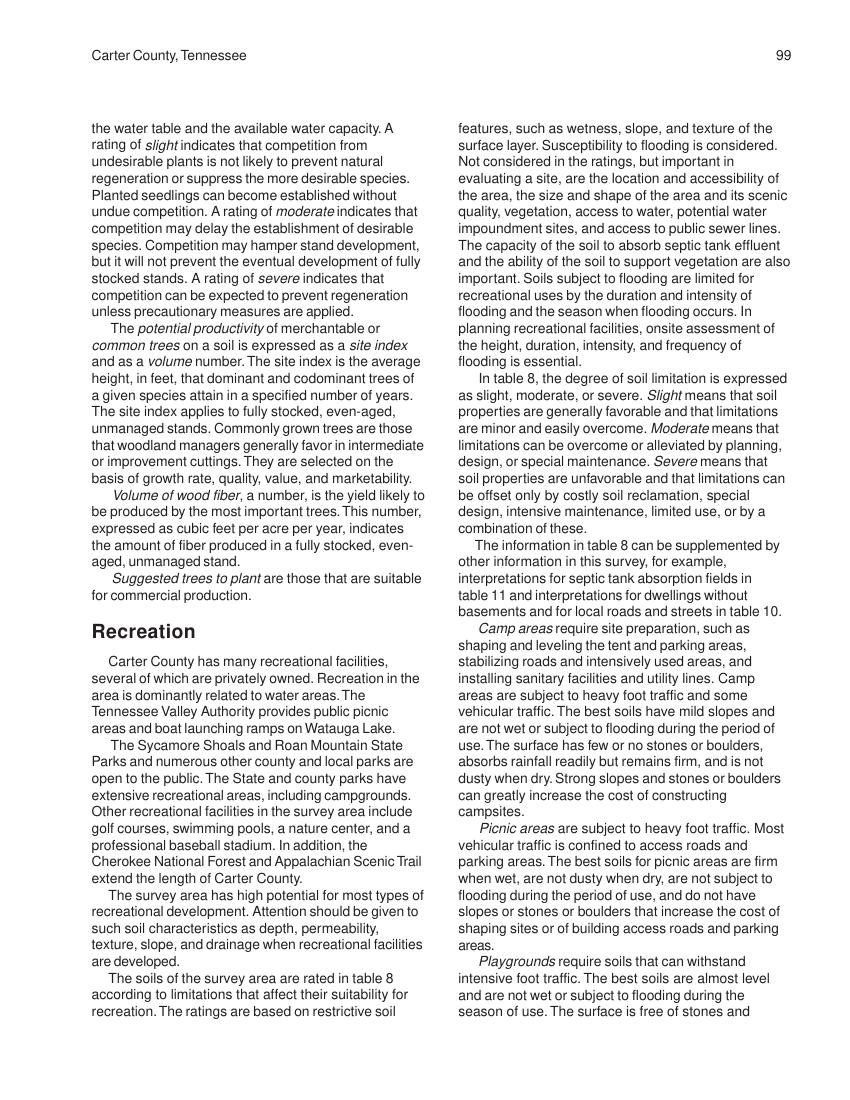 Carter County, Tennessee
99
the water table and the available water capacity. A
rating of slight indicates that competition from
undesirable plants is not likely to prevent natural
regeneration or suppress the more desirable species.
Planted seedlings can become established without
undue competition. A rating of moderate indicates that
competition may delay the establishment of desirable
species. Competition may hamper stand development,
but it will not prevent the eventual development of fully
stocked stands. A rating of severe indicates that
competition can be expected to prevent regeneration
unless precautionary measures are applied.
The potential productivity of merchantable or
common trees on a soil is expressed as a site index
and as a volume number. The site index is the average
height, in feet, that dominant and codominant trees of
a given species attain in a specified number of years.
The site index applies to fully stocked, even-aged,
unmanaged stands. Commonly grown trees are those
that woodland managers generally favor in intermediate
or improvement cuttings. They are selected on the
basis of growth rate, quality, value, and marketability.
Volume of wood fiber, a number, is the yield likely to
be produced by the most important trees. This number,
expressed as cubic feet per acre per year, indicates
the amount of fiber produced in a fully stocked, even-
aged, unmanaged stand.
Suggested trees to plant are those that are suitable
for commercial production.
Recreation
Carter County has many recreational facilities,
several of which are privately owned. Recreation in the
area is dominantly related to water areas. The
Tennessee Valley Authority provides public picnic
areas and boat launching ramps on Watauga Lake.
The Sycamore Shoals and Roan Mountain State
Parks and numerous other county and local parks are
open to the public. The State and county parks have
extensive recreational areas, including campgrounds.
Other recreational facilities in the survey area include
golf courses, swimming pools, a nature center, and a
professional baseball stadium. In addition, the
Cherokee National Forest and Appalachian Scenic Trail
extend the length of Carter County.
The survey area has high potential for most types of
recreational development. Attention should be given to
such soil characteristics as depth, permeability,
texture, slope, and drainage when recreational facilities
are developed.
The soils of the survey area are rated in table 8
according to limitations that affect their suitability for
recreation. The ratings are based on restrictive soil
features, such as wetness, slope, and texture of the
surface layer. Susceptibility to flooding is considered.
Not considered in the ratings, but important in
evaluating a site, are the location and accessibility of
the area, the size and shape of the area and its scenic
quality, vegetation, access to water, potential water
impoundment sites, and access to public sewer lines.
The capacity of the soil to absorb septic tank effluent
and the ability of the soil to support vegetation are also
important. Soils subject to flooding are limited for
recreational uses by the duration and intensity of
flooding and the season when flooding occurs. In
planning recreational facilities, onsite assessment of
the height, duration, intensity, and frequency of
flooding is essential.
In table 8, the degree of soil limitation is expressed
as slight, moderate, or severe. Slight means that soil
properties are generally favorable and that limitations
are minor and easily overcome. Moderate means that
limitations can be overcome or alleviated by planning,
design, or special maintenance. Severe means that
soil properties are unfavorable and that limitations can
be offset only by costly soil reclamation, special
design, intensive maintenance, limited use, or by a
combination of these.
The information in table 8 can be supplemented by
other information in this survey, for example,
interpretations for septic tank absorption fields in
table 11 and interpretations for dwellings without
basements and for local roads and streets in table 10.
Camp areas require site preparation, such as
shaping and leveling the tent and parking areas,
stabilizing roads and intensively used areas, and
installing sanitary facilities and utility lines. Camp
areas are subject to heavy foot traffic and some
vehicular traffic. The best soils have mild slopes and
are not wet or subject to flooding during the period of
use. The surface has few or no stones or boulders,
absorbs rainfall readily but remains firm, and is not
dusty when dry. Strong slopes and stones or boulders
can greatly increase the cost of constructing
campsites.
Picnic areas are subject to heavy foot traffic. Most
vehicular traffic is confined to access roads and
parking areas. The best soils for picnic areas are firm
when wet, are not dusty when dry, are not subject to
flooding during the period of use, and do not have
slopes or stones or boulders that increase the cost of
shaping sites or of building access roads and parking
areas.
Playgrounds require soils that can withstand
intensive foot traffic. The best soils are almost level
and are not wet or subject to flooding during the
season of use. The surface is free of stones and